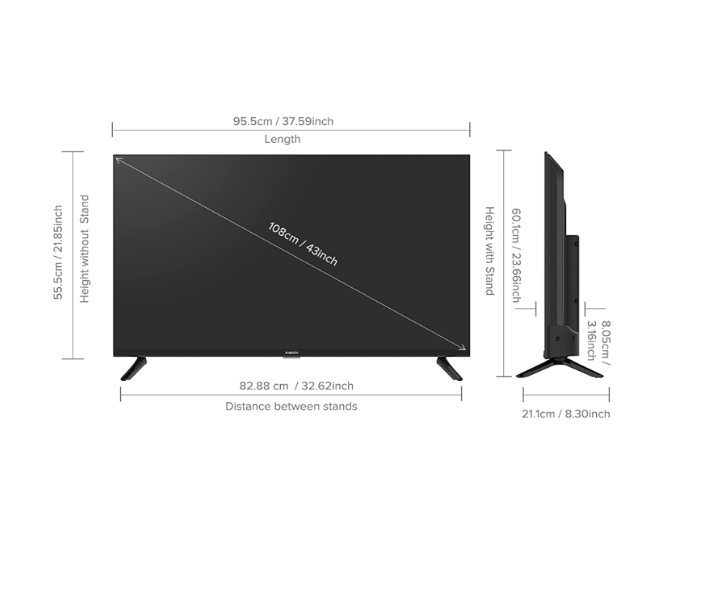 95.5cm / 37.59inch
Length
55.5cm / 21.85inch
Height without Stand
108cm / 43inch
Height with Stand
60.1cm / 23.66inch
8.05cm /
3.16inch
XIAOMI
82.88 cm / 32.62inch
Distance between stands
21.1cm / 8.30inch